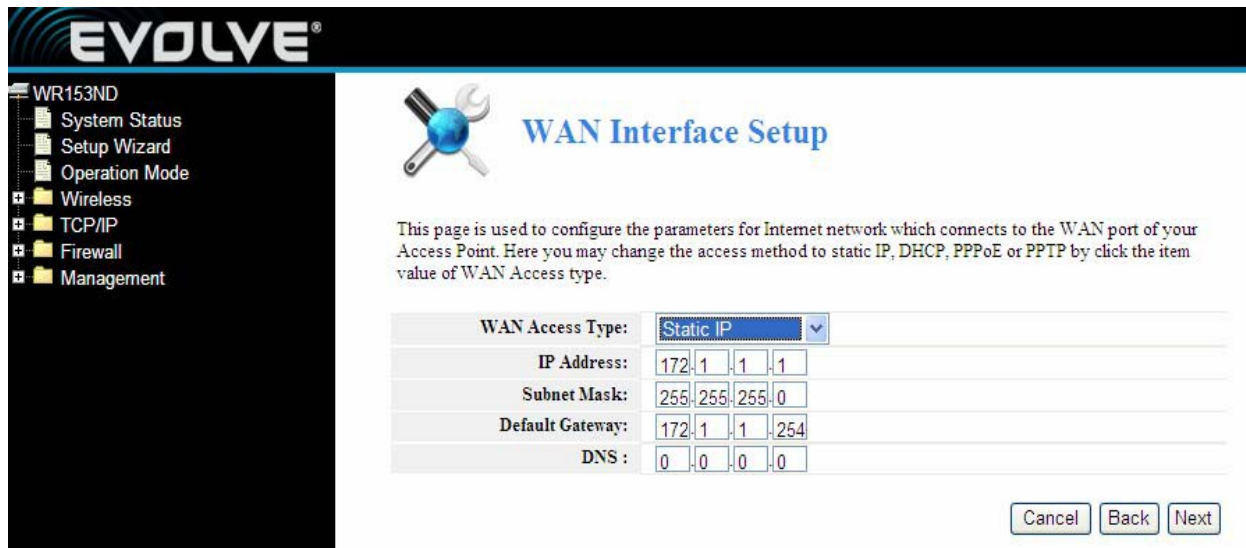 EVOLVE®
WR153ND
System Status
Setup Wizard
Operation Mode
Wireless
TCP/IP
Firewall
Management
WAN Interface Setup
This page is used to configure the parameters for Internet network which connects to the WAN port of your
Access Point. Here you may change the access method to static IP, DHCP, PPPoE or PPTP by click the item
value of WAN Access type.
WAN Access Type: Static IP
IP Address: 172.1.1.1
Subnet Mask: 255.255.255.0
Default Gateway: 172.1.1.254
DNS : 0.0.0.0
Cancel Back Next